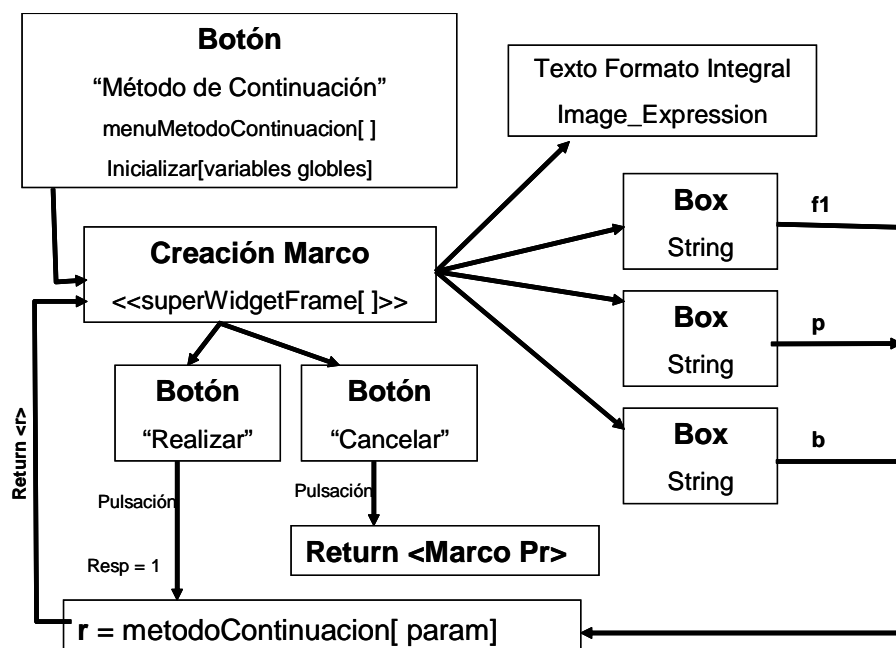 Botón
“Método de Continuación”
menuMetodoContinuacion[ ]
Inicializar[variables globles]
Texto Formato Integral
Image_Expression
Box
String
f1
Creación Marco
<<superWidgetFrame[ ]>>
Box
String
p
Botón
“Realizar”
Botón
“Cancelar”
Box
String
b
Return <r>
Pulsación
Pulsación
Return <Marco Pr>
Resp = 1
r = metodoContinuacion[ param]